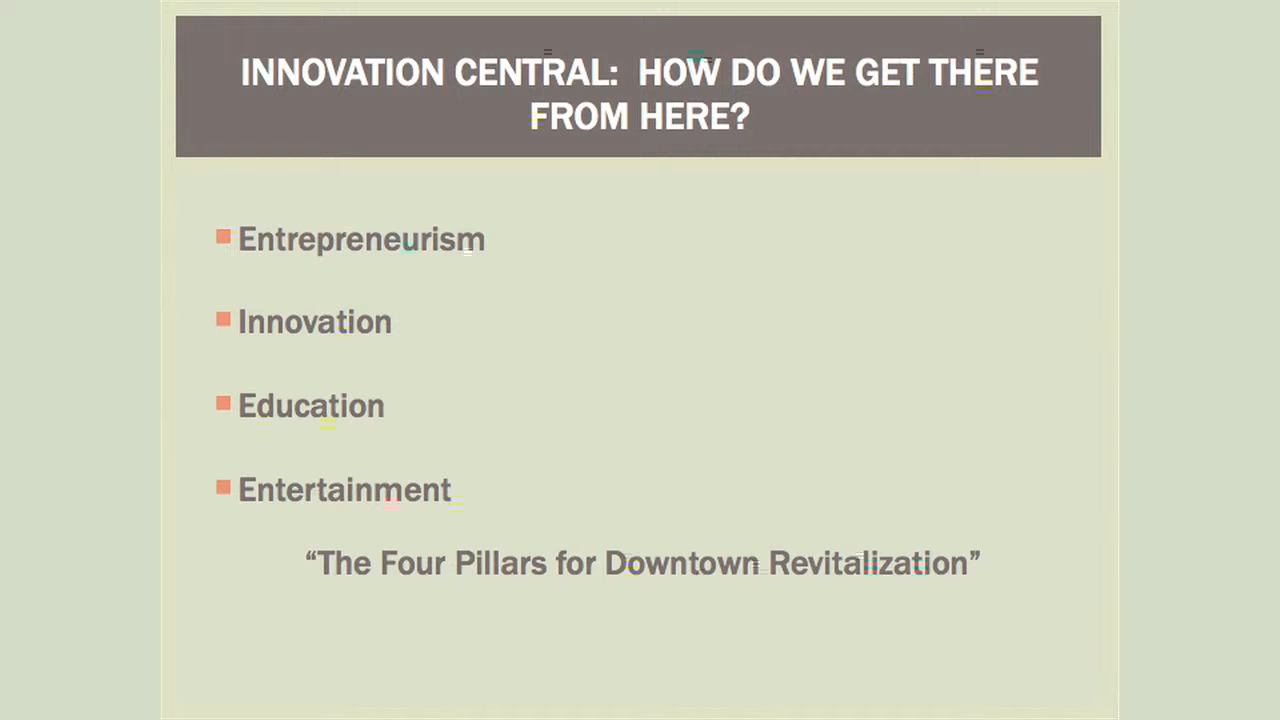 INNOVATION CENTRAL: HOW DO WE GET THERE
FROM HERE?
Entrepreneurism
Innovation
Education
Entertainment
“The Four Pillars for Downtown Revitalization”